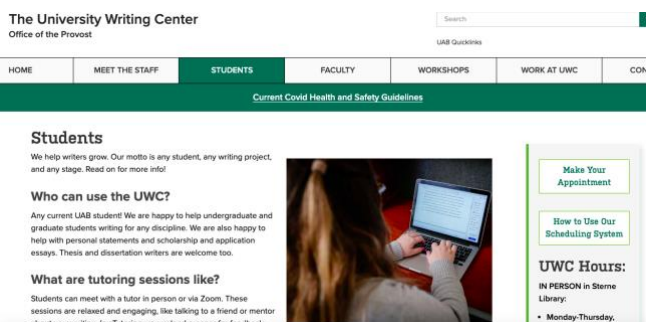 The University Writing Center
Office of the Provost
Search
UAB Quicklinks
HOME
MEET THE STAFF
STUDENTS
FACULTY
WORKSHOPS
WORK AT UWC
CON
Current Covid Health and Safety Guidelines
Students
We help writers grow. Our motto is any student, any writing project,
and any stage. Read on for more info!
Who can use the UWC?
Any current UAB student! We are happy to help undergraduate and
graduate students writing for any discipline. We are also happy to
help with personal statements and scholarship and application
essays. Thesis and dissertation writers are welcome too.
What are tutoring sessions like?
Students can meet with a tutor in person or via Zoom. These
sessions are relaxed and engaging, like talking to a friend or mentor
Make Your
Appointment
How to Use Our
Scheduling System
UWC Hours:
IN PERSON in Sterne
Library:
• Monday-Thursday,